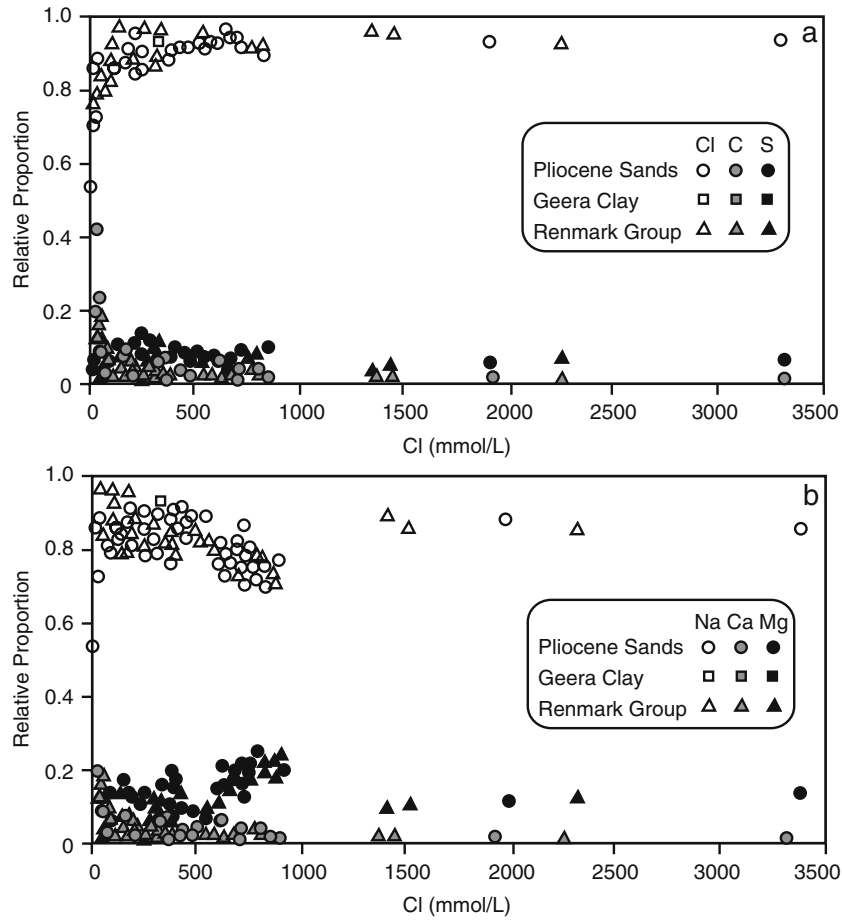 1.0
a
0.8
Cl C S
Pliocene Sands
0.6
Geera Clay
Renmark Group
0.4
0.2
0
0 500 1000 1500 2000 2500 3000 3500
Cl (mmol/L)
Relative Proportion
1.0
b
0.8
Na Ca Mg
0.6
Pliocene Sands
Geera Clay
Renmark Group
0.4
0.2
0
0 500 1000 1500 2000 2500 3000 3500
Cl (mmol/L)
Relative Proportion